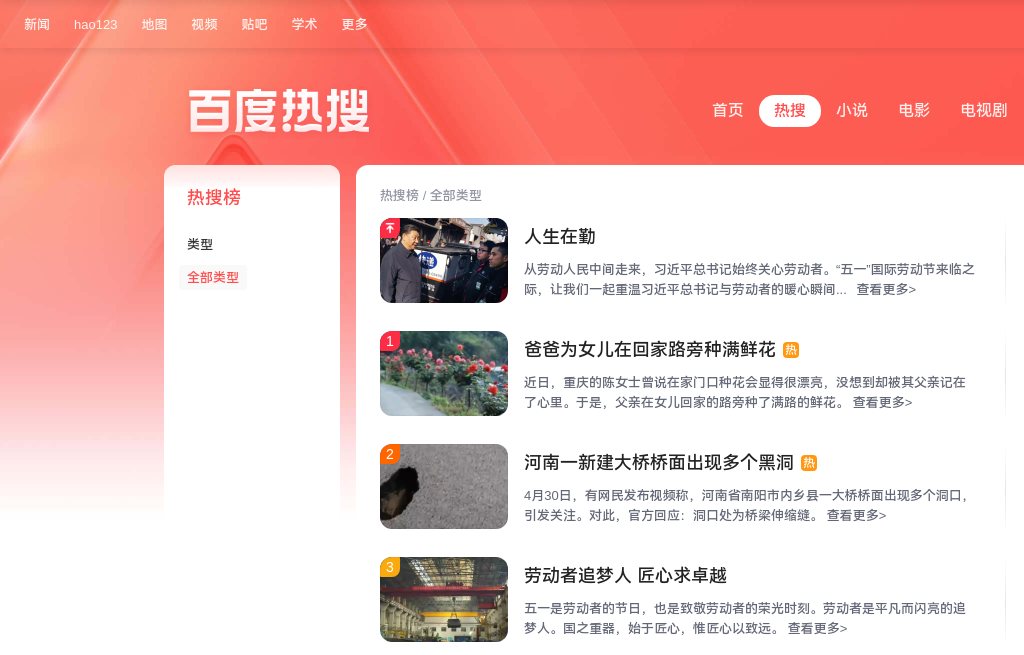 新闻 hao123 地图 视频 贴吧 学术 更多
百度热搜
首页 热搜 小说 电影 电视剧
热搜榜
类型
全部类型
热搜榜 / 全部类型
人生在勤
从劳动人民中间走来，习近平总书记始终关心劳动者。“五一”国际劳动节来临之
际，让我们一起重温习近平总书记与劳动者的暖心瞬间... 查看更多>
1
爸爸为女儿在回家路旁种满鲜花 热
近日，重庆的陈女士曾说在家门口种花会显得很漂亮，没想到却被其父亲记在
了心里。于是，父亲在女儿回家的路旁种了满路的鲜花。 查看更多>
2
河南一新建大桥桥面出现多个黑洞 热
4月30日，有网民发布视频称，河南省南阳市内乡县一大桥桥面出现多个洞口，
引发关注。对此，官方回应：洞口处为桥梁伸缩缝。 查看更多>
3
劳动者追梦人 匠心求卓越
五一是劳动者的节日，也是致敬劳动者的荣光时刻。劳动者是平凡而闪亮的追
梦人。国之重器，始于匠心，惟匠心以致远。 查看更多>